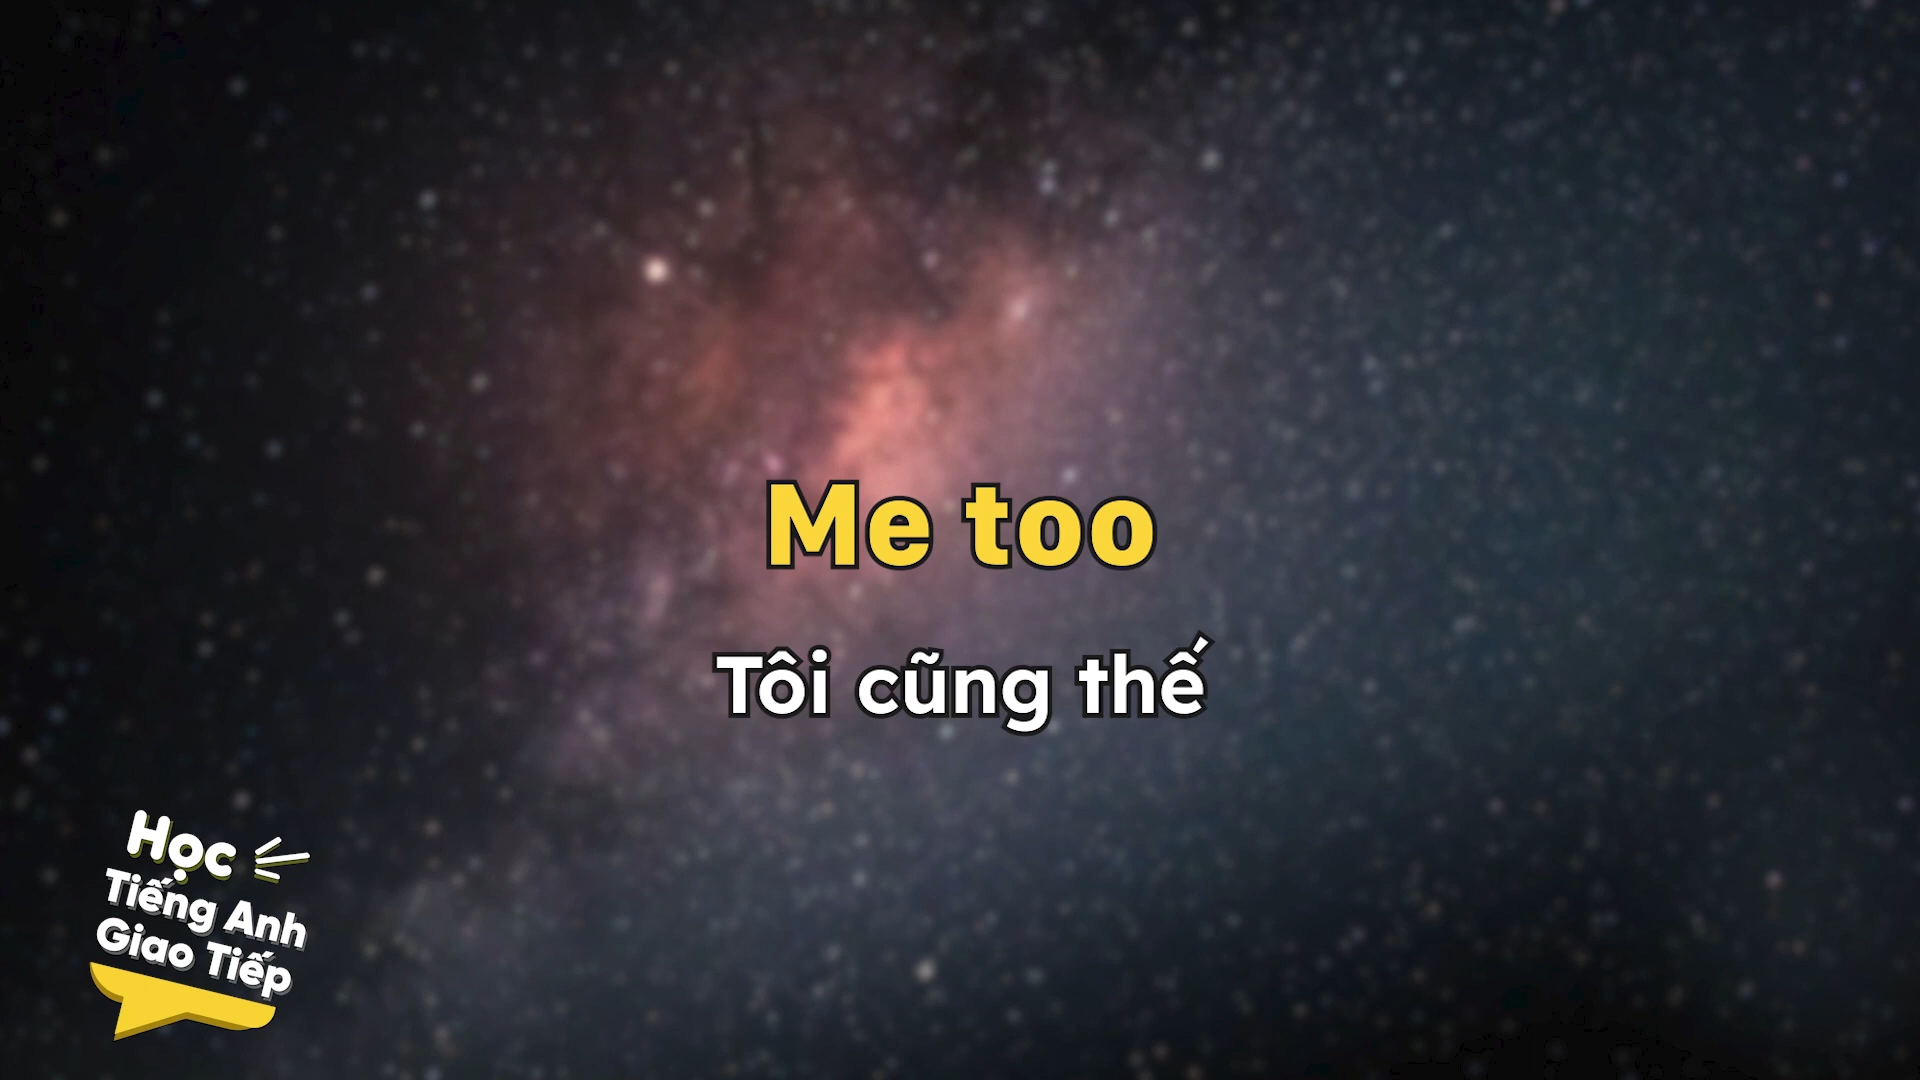 Me too
Tôi cũng thế
Học
Tiếng Anh
Giao Tiếp